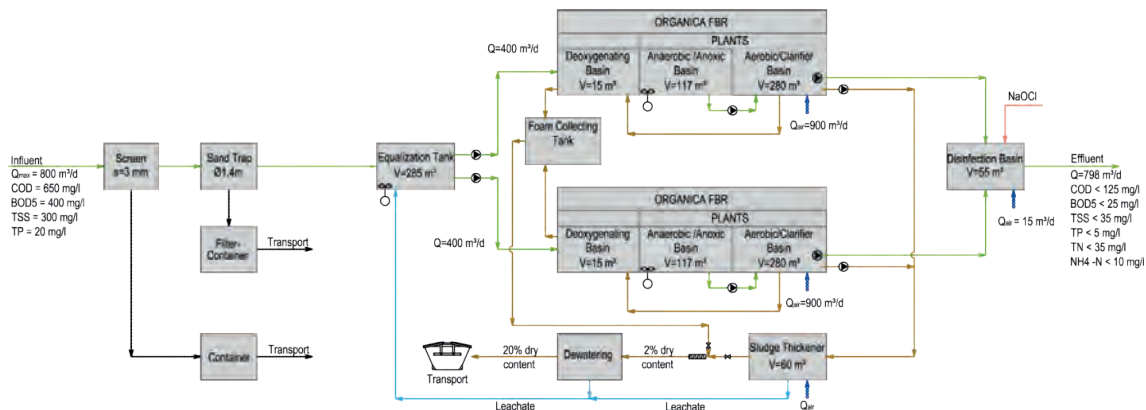 Influent
Qmax = 800 m³/d
COD = 650 mg/l
BOD5 = 400 mg/l
TSS = 300 mg/l
TP = 20 mg/l
Screen
s=3 mm
Sand Trap
Ø1,4m
Filter-
Container
Transport
Container
Transport
Equalization Tank
V=285 m³
Q=400 m³/d
Q=400 m³/d
ORGANICA FBR
PLANTS
Deoxygenating
Basin
V=15 m³
Anaerobic /Anoxic
Basin
V=117 m³
Aerobic/Clarifier
Basin
V=280 m³
Qair=900 m³/d
Foam Collecting
Tank
ORGANICA FBR
PLANTS
Deoxygenating
Basin
V=15 m³
Anaerobic /Anoxic
Basin
V=117 m³
Aerobic/Clarifier
Basin
V=280 m³
Qair=900 m³/d
NaOCl
Disinfection Basin
V=55 m³
Qair = 15 m³/d
Effluent
Q=798 m³/d
COD < 125 mg/l
BOD5 < 25 mg/l
TSS < 35 mg/l
TP < 5 mg/l
TN < 35 mg/l
NH4 -N < 10 mg/l
Transport
20% dry
content
Dewatering
2% dry
content
Sludge Thickener
V=60 m³
Leachate
Leachate
Qair